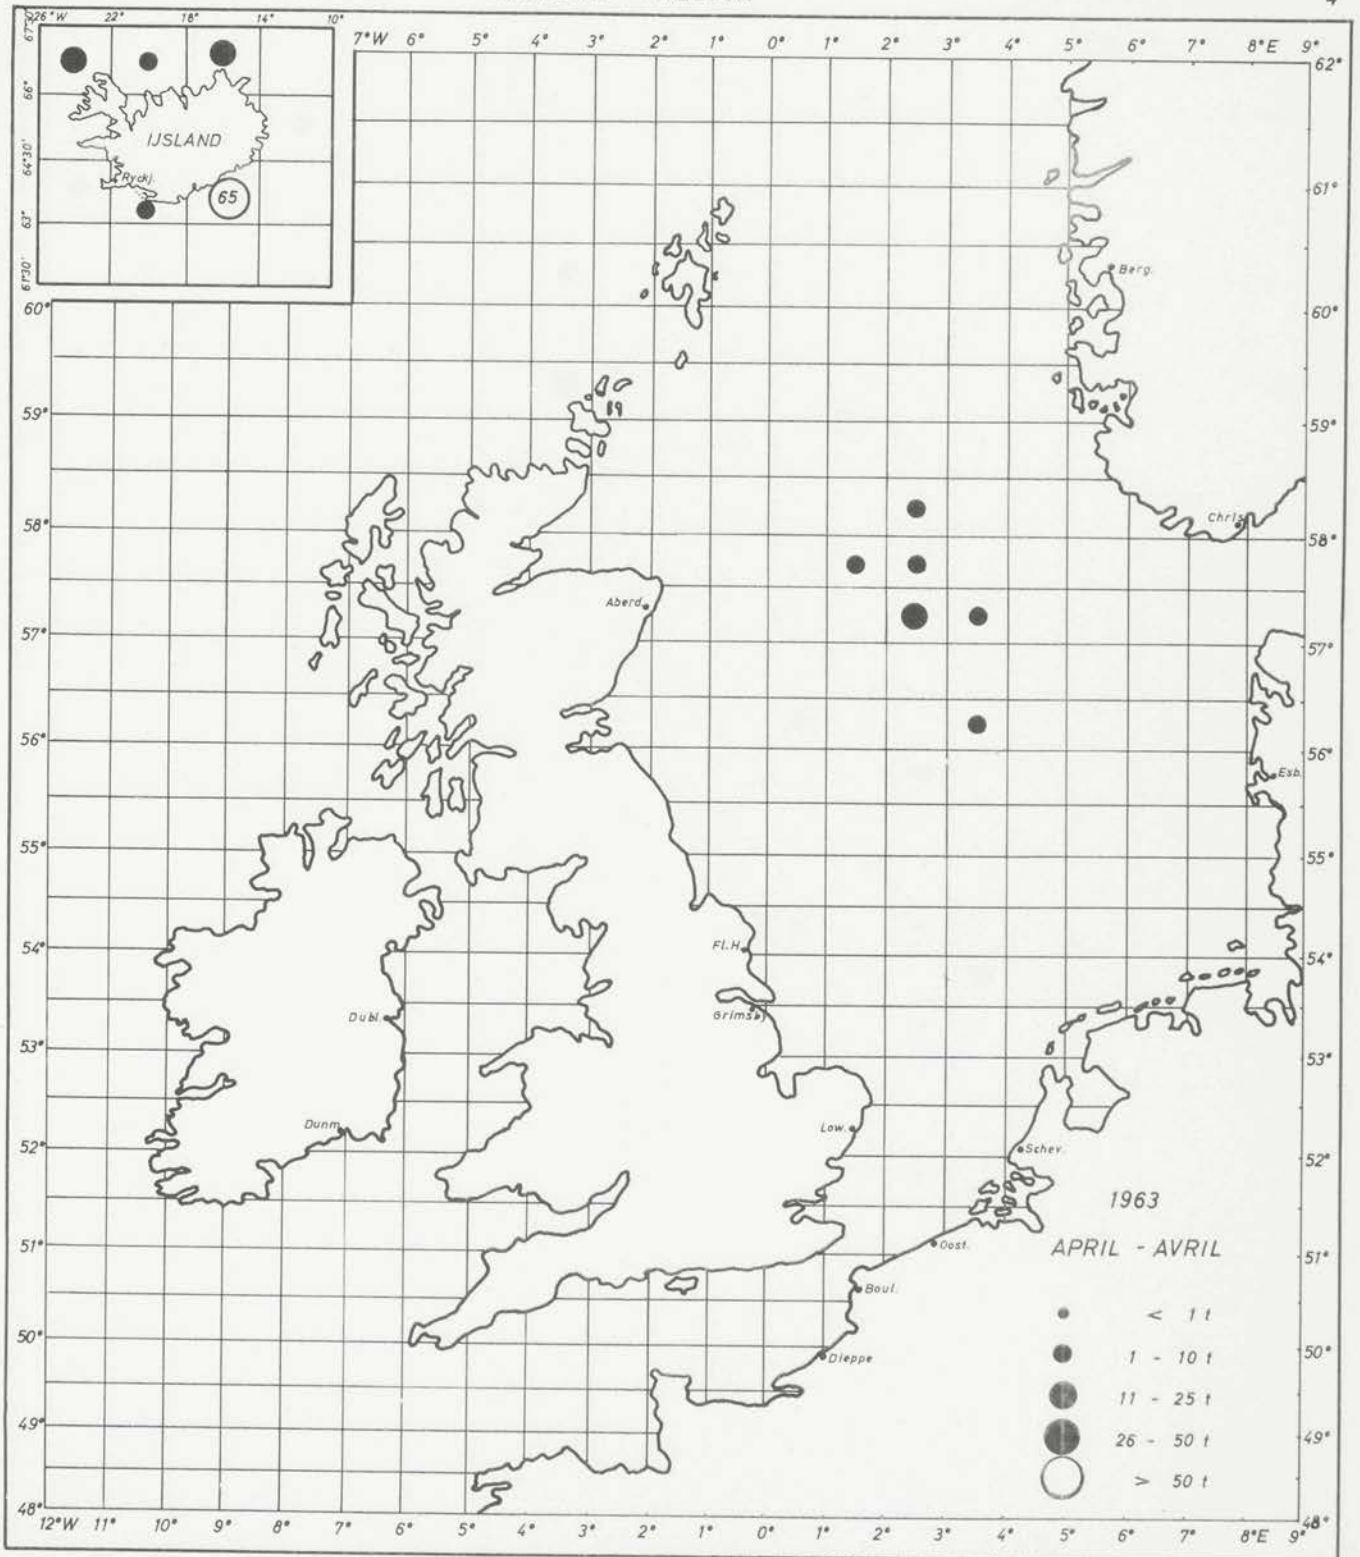 26°W 22° 18° 14° 10°
7°W 6° 5° 4° 3° 2° 1° 0° 1° 2° 3° 4° 5° 6° 7° 8°E 9°
62°
66°
IJSLAND
64°30'
Ryckj.
65
61°
63°
61°30'
Berg.
60° 60°
59° 59°
Chris.
58° 58°
Aberd.
57° 57°
56° 56°
Esb.
55° 55°
Fl.H.
54° 54°
Dubl. Grimsb.
53° 53°
Dunm. Low.
Schev.
52° 52°
1963
Oost.
51° APRIL - AVRIL 51°
Boul.
< 1 t
50° 1 - 10 t 50°
Dieppe
11 - 25 t
49° 26 - 50 t 49°
> 50 t
48° 48°
12°W 11° 10° 9° 8° 7° 6° 5° 4° 3° 2° 1° 0° 1° 2° 3° 4° 5° 6° 7° 8°E 9°